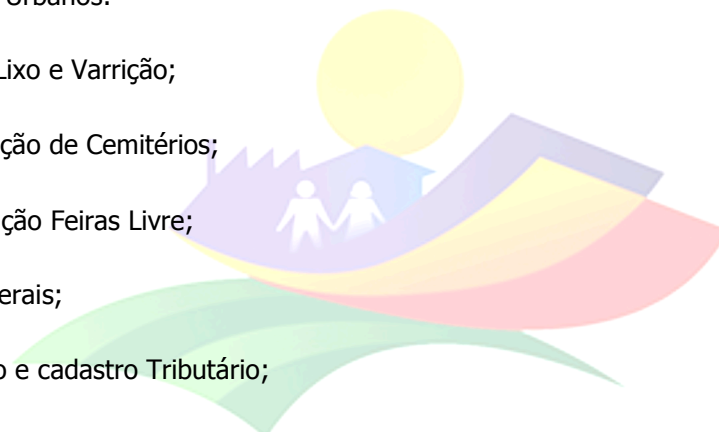 Urbanos.
Lixo e Varrição;
ção de Cemitérios;
ção Feiras Livre;
erais;
o e cadastro Tributário;